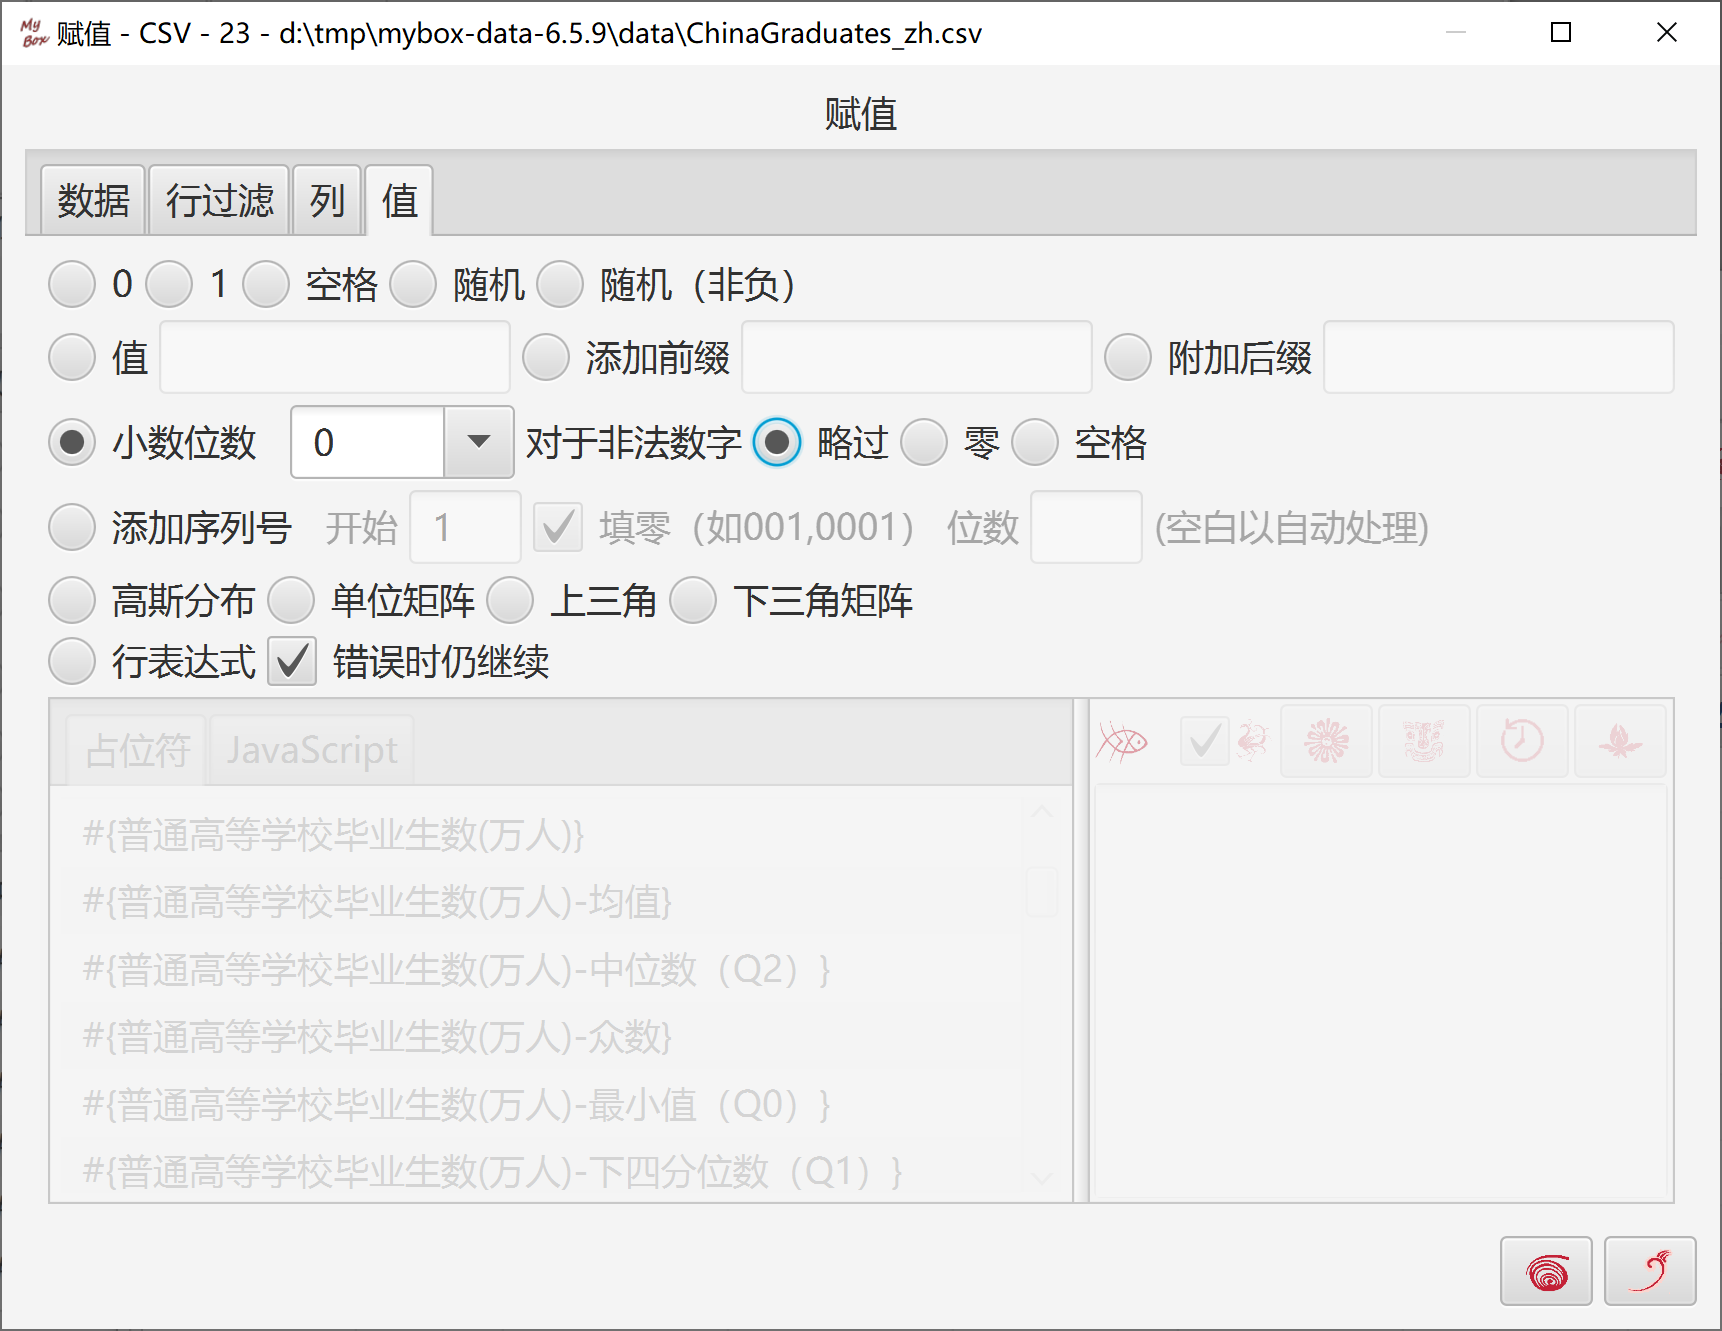 My Box 赋值 - CSV - 23 - d:\tmp\mybox-data-6.5.9\data\ChinaGraduates_zh.csv
赋值
数据 行过滤 列 值
0 1 空格 随机 随机（非负）
值 添加前缀 附加后缀
小数位数 0 对于非法数字 略过 零 空格
添加序列号 开始 1 填零（如001,0001） 位数 (空白以自动处理)
高斯分布 单位矩阵 上三角 下三角矩阵
行表达式 错误时仍继续
占位符 JavaScript
#{普通高等学校毕业生数(万人)}
#{普通高等学校毕业生数(万人)-均值}
#{普通高等学校毕业生数(万人)-中位数（Q2）}
#{普通高等学校毕业生数(万人)-众数}
#{普通高等学校毕业生数(万人)-最小值（Q0）}
#{普通高等学校毕业生数(万人)-下四分位数（Q1）}